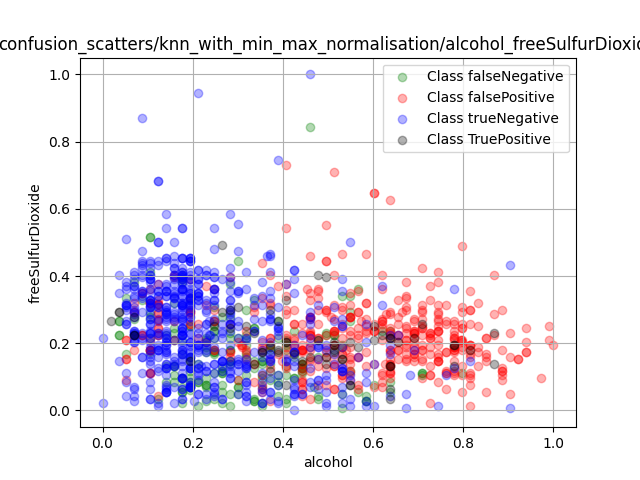 confusion_scatters/knn_with_min_max_normalisation/alcohol_freeSulfurDioxid
Class falseNegative
Class falsePositive
Class trueNegative
Class TruePositive
1.0
0.8
0.6
0.4
0.2
0.0
freeSulfurDioxide
0.0 0.2 0.4 0.6 0.8 1.0
alcohol